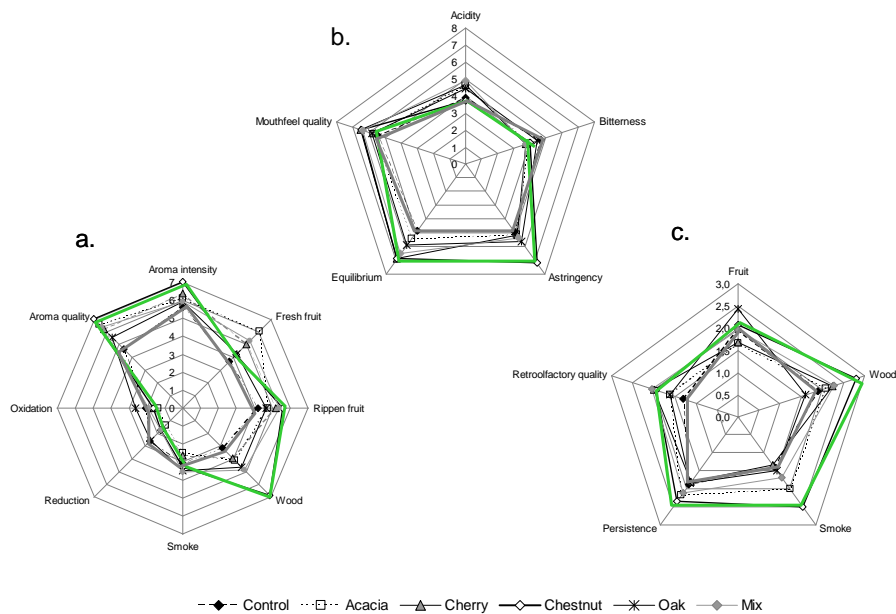 b.
Acidity
8
7
6
5
4
3
2
1
0
Bitterness
Astringency
Equilibrium
Mouthfeel quality
a.
Aroma intensity
7
6
5
4
3
2
1
0
Fresh fruit
Rippen fruit
Wood
Smoke
Reduction
Oxidation
Aroma quality
c.
Fruit
3,0
2,5
2,0
1,5
1,0
0,5
0,0
Wood
Smoke
Persistence
Retroolfactory quality
Control Acacia Cherry Chestnut Oak Mix